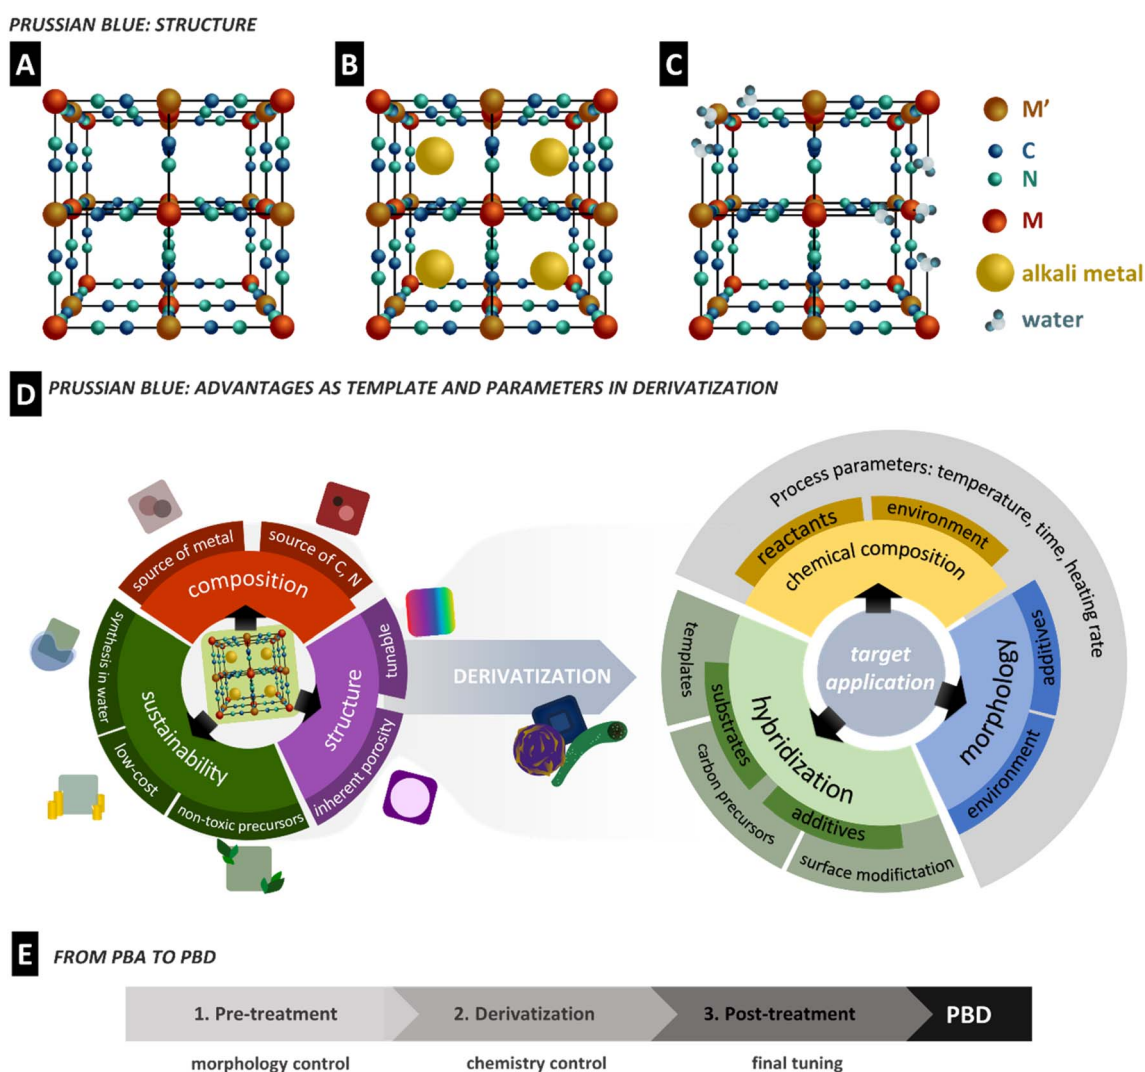 PRUSSIAN BLUE: STRUCTURE
A
B
C
M'
C
N
M
alkali metal
water
D
PRUSSIAN BLUE: ADVANTAGES AS TEMPLATE AND PARAMETERS IN DERIVATIZATION
source of metal
source of C, N
composition
synthesis in water
low-cost
non-toxic precursors
sustainability
tunable
inherent porosity
structure
DERIVATIZATION
Process parameters: temperature, time, heating rate
reactants
environment
chemical composition
templates
substrates
carbon precursors
additives
surface modifictation
hybridization
target
application
additives
environment
morphology
E
FROM PBA TO PBD
1. Pre-treatment
2. Derivatization
3. Post-treatment
PBD
morphology control
chemistry control
final tuning